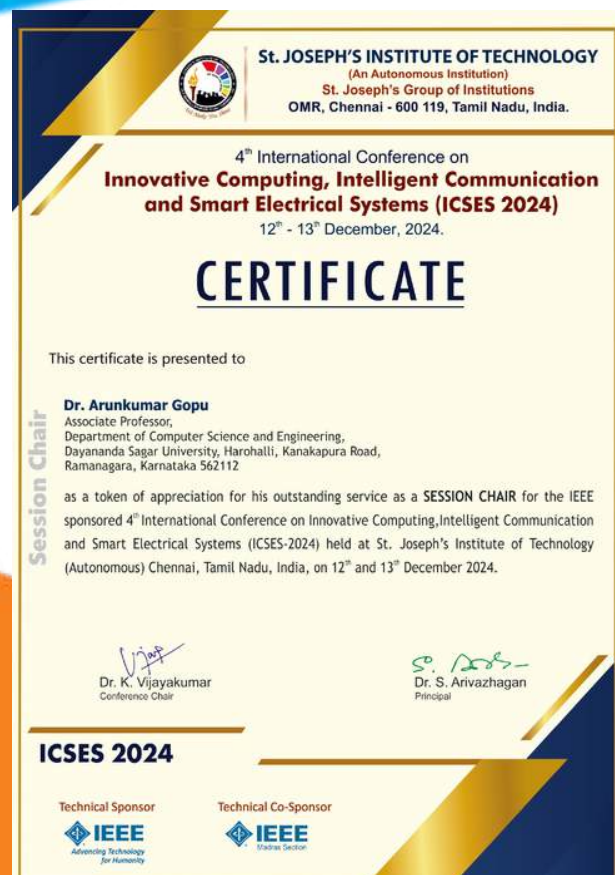 St. JOSEPH'S INSTITUTE OF TECHNOLOGY
(An Autonomous Institution)
St. Joseph's Group of Institutions
OMR, Chennai - 600 119, Tamil Nadu, India.
4th International Conference on
Innovative Computing, Intelligent Communication
and Smart Electrical Systems (ICSES 2024)
12th - 13th December, 2024.
CERTIFICATE
This certificate is presented to
Session Chair
Dr. Arunkumar Gopu
Associate Professor,
Department of Computer Science and Engineering,
Dayananda Sagar University, Harohalli, Kanakapura Road,
Ramanagara, Karnataka 562112
as a token of appreciation for his outstanding service as a SESSION CHAIR for the IEEE
sponsored 4th International Conference on Innovative Computing,Intelligent Communication
and Smart Electrical Systems (ICSES-2024) held at St. Joseph's Institute of Technology
(Autonomous) Chennai, Tamil Nadu, India, on 12th and 13th December 2024.
Dr. K. Vijayakumar
Conference Chair
Dr. S. Arivazhagan
Principal
ICSES 2024
Technical Sponsor
IEEE
Advancing Technology
for Humanity
Technical Co-Sponsor
IEEE
Madras Section